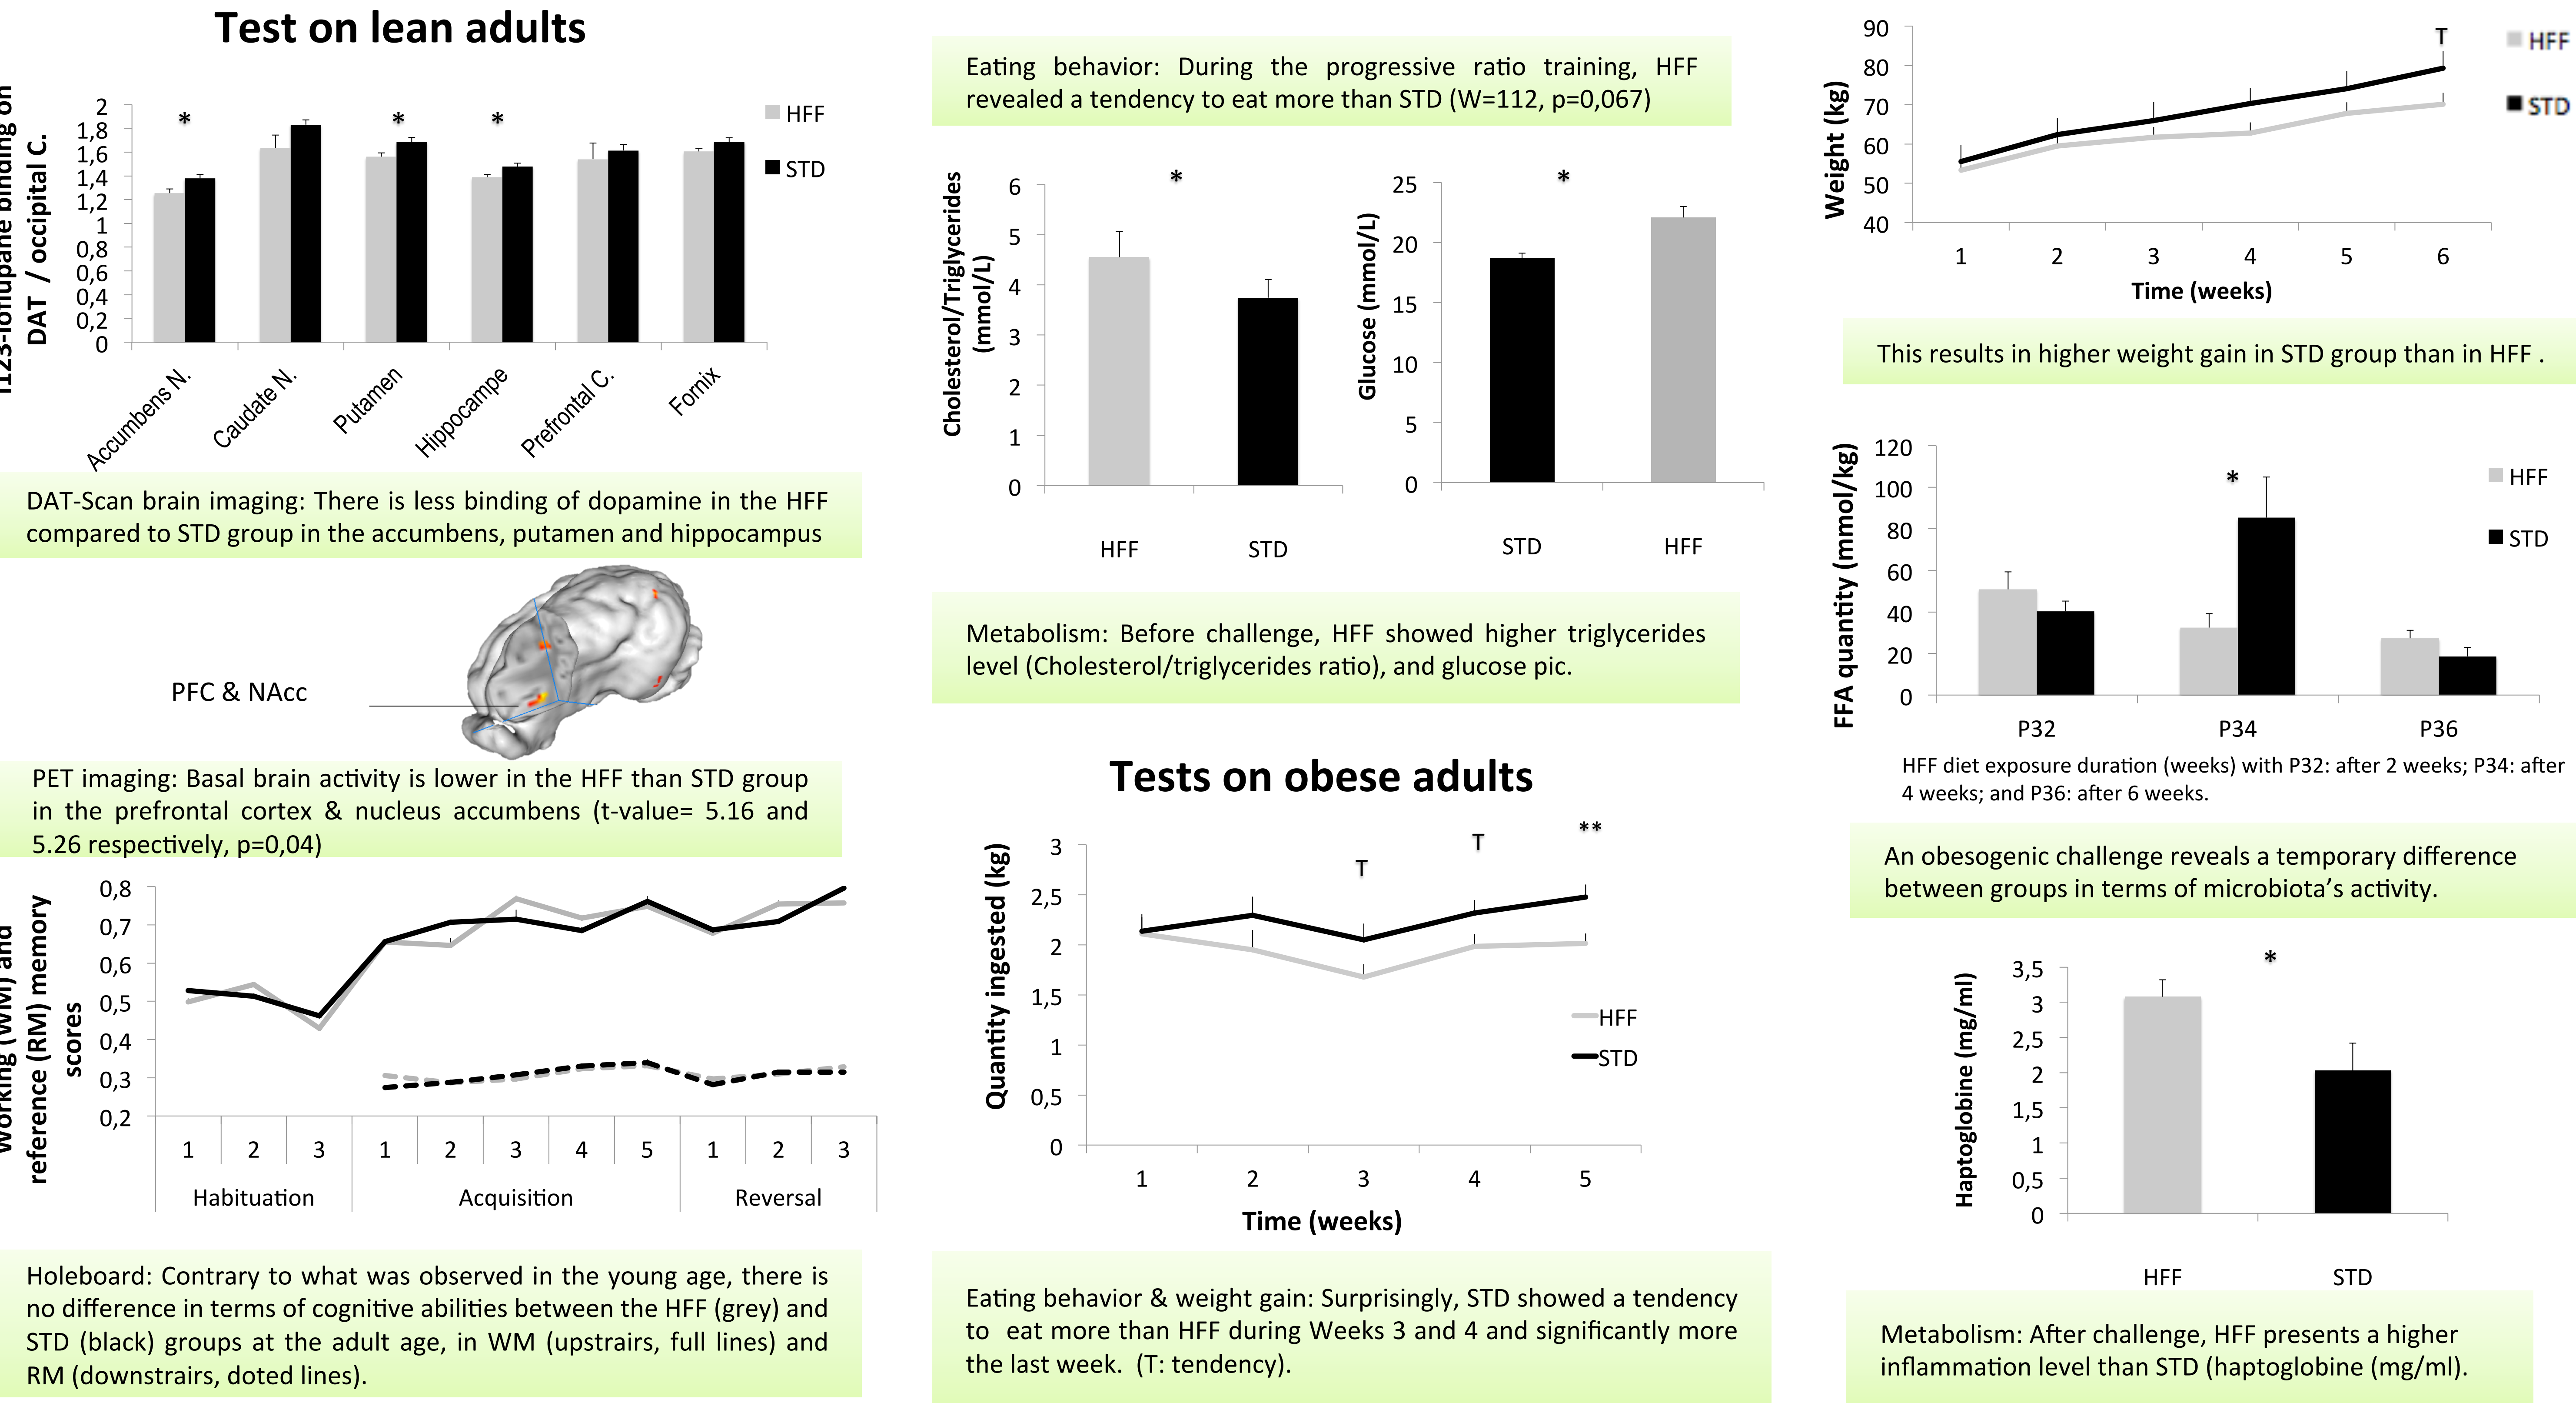 Test on lean adults
DAT / occipital C.
2
1,8
1,6
1,4
1,2
1
0,8
0,6
0,4
0,2
0
*
*
*
HFF
STD
Accumbens N.
Caudate N.
Putamen
Hippocampe
Prefrontal C.
Fornix
DAT-Scan brain imaging: There is less binding of dopamine in the HFF
compared to STD group in the accumbens, putamen and hippocampus
PFC & NAcc
PET imaging: Basal brain activity is lower in the HFF than STD group
in the prefrontal cortex & nucleus accumbens (t-value= 5.16 and
5.26 respectively, p=0,04)
reference (RM) memory
scores
0,8
0,7
0,6
0,5
0,4
0,3
0,2
1 2 3 1 2 3 4 5 1 2 3
Habituation Acquisition Reversal
Holeboard: Contrary to what was observed in the young age, there is
no difference in terms of cognitive abilities between the HFF (grey) and
STD (black) groups at the adult age, in WM (upstairs, full lines) and
RM (downstrairs, doted lines).
Eating behavior: During the progressive ratio training, HFF
revealed a tendency to eat more than STD (W=112, p=0,067)
Cholesterol/Triglycerides
(mmol/L)
6
5
4
3
2
1
0
*
HFF STD
Glucose (mmol/L)
25
20
15
10
5
0
*
STD HFF
Metabolism: Before challenge, HFF showed higher triglycerides
level (Cholesterol/triglycerides ratio), and glucose pic.
Tests on obese adults
Quantity ingested (kg)
3
2,5
2
1,5
1
0,5
0
T
T
**
HFF
STD
1 2 3 4 5
Time (weeks)
Eating behavior & weight gain: Surprisingly, STD showed a tendency
to eat more than HFF during Weeks 3 and 4 and significantly more
the last week. (T: tendency).
Weight (kg)
90
80
70
60
50
40
T
HFF
STD
1 2 3 4 5 6
Time (weeks)
This results in higher weight gain in STD group than in HFF .
FFA quantity (mmol/kg)
120
100
80
60
40
20
0
*
HFF
STD
P32 P34 P36
HFF diet exposure duration (weeks) with P32: after 2 weeks; P34: after
4 weeks; and P36: after 6 weeks.
An obesogenic challenge reveals a temporary difference
between groups in terms of microbiota's activity.
Haptoglobine (mg/ml)
3,5
3
2,5
2
1,5
1
0,5
0
*
HFF STD
Metabolism: After challenge, HFF presents a higher
inflammation level than STD (haptoglobine (mg/ml).